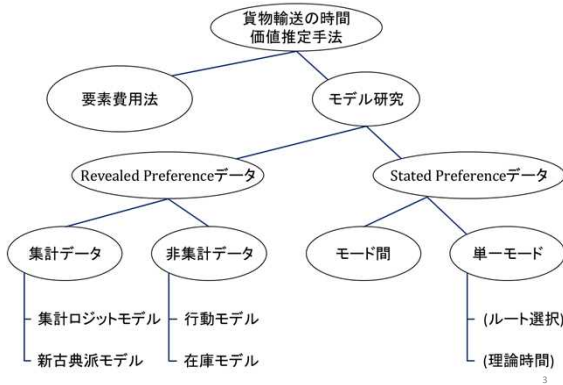 貨物輸送の時間
価値推定手法
要素費用法
モデル研究
Revealed Preferenceデータ
Stated Preferenceデータ
集計データ
非集計データ
モード間
単一モード
集計ロジットモデル
行動モデル
(ルート選択)
新古典派モデル
在庫モデル
(理論時間)
3